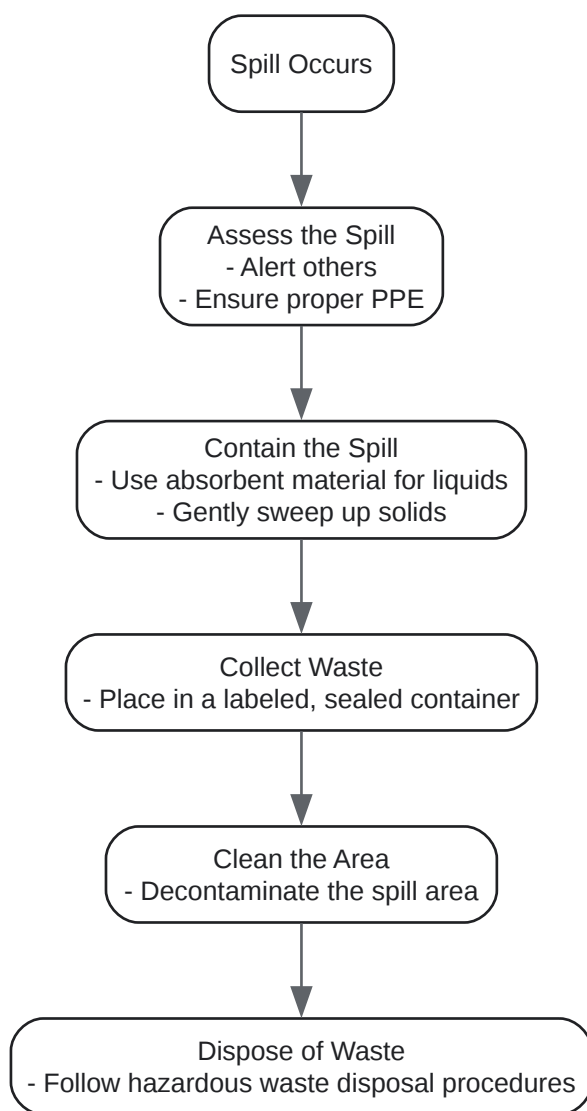 Spill Occurs
Assess the Spill
- Alert others
- Ensure proper PPE
Contain the Spill
- Use absorbent material for liquids
- Gently sweep up solids
Collect Waste
- Place in a labeled, sealed container
Clean the Area
- Decontaminate the spill area
Dispose of Waste
- Follow hazardous waste disposal procedures